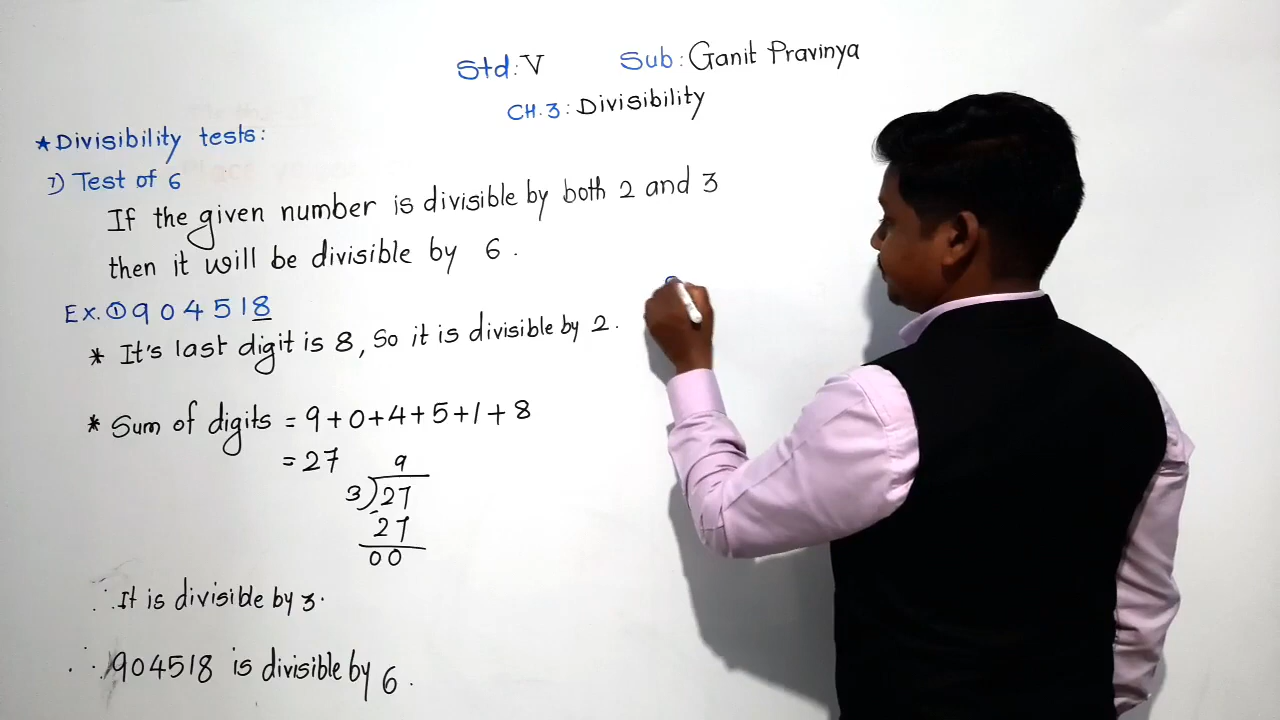 Std: V Sub: Ganit Pravinya
CH.3: Divisibility
★ Divisibility tests:
7) Test of 6
If the given number is divisible by both 2 and 3
then it will be divisible by 6.
Ex. ① 904518
* It's last digit is 8, So it is divisible by 2.
* Sum of digits = 9+0+4+5+1+8
= 27
9
3)27
- 27
00
∴ It is divisible by 3.
∴ 904518 is divisible by 6.